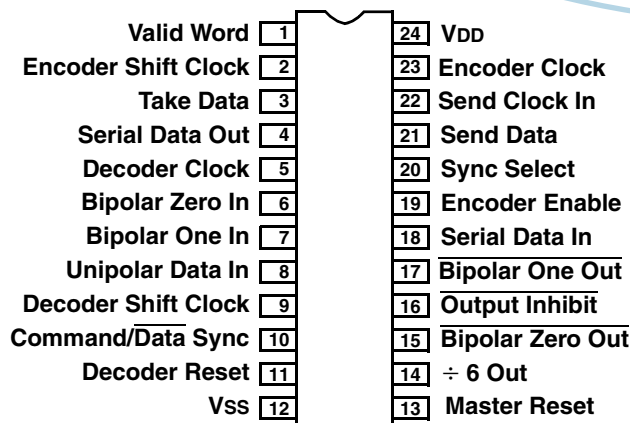 Valid Word 1 24 VDD
Encoder Shift Clock 2 23 Encoder Clock
Take Data 3 22 Send Clock In
Serial Data Out 4 21 Send Data
Decoder Clock 5 20 Sync Select
Bipolar Zero In 6 19 Encoder Enable
Bipolar One In 7 18 Serial Data In
Unipolar Data In 8 17 Bipolar One Out
Decoder Shift Clock 9 16 Output Inhibit
Command/Data Sync 10 15 Bipolar Zero Out
Decoder Reset 11 14 ÷ 6 Out
VSS 12 13 Master Reset